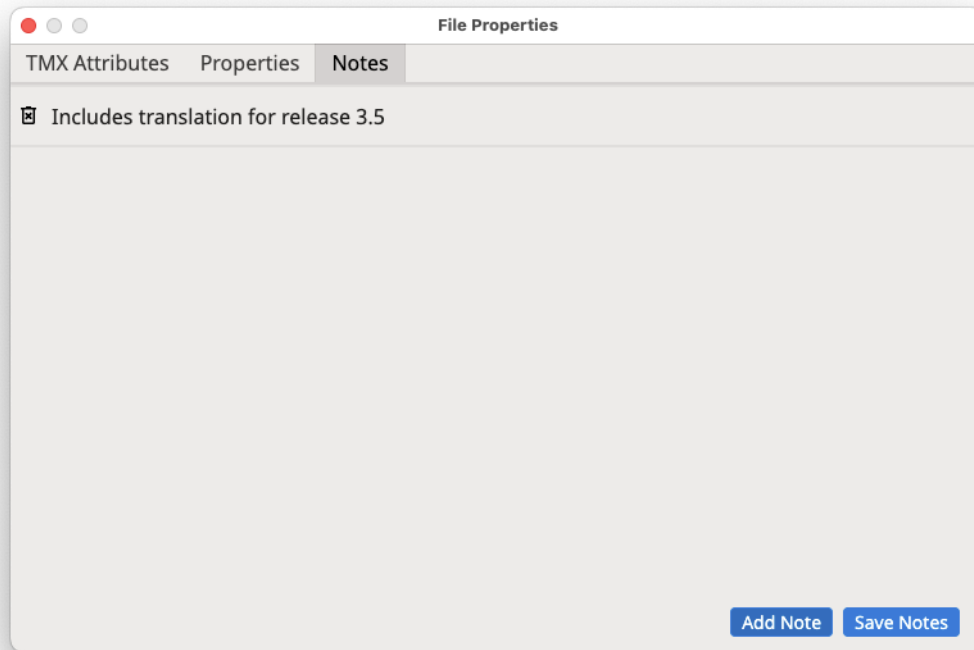 File Properties
TMX Attributes Properties Notes
Includes translation for release 3.5
Add Note Save Notes